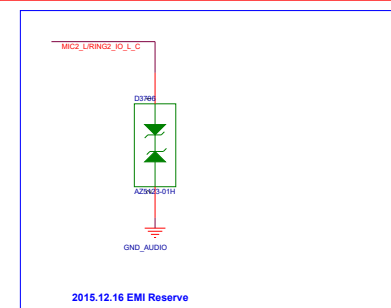 MIC2_L/RING2_IO_L_C
D3706
AZ5123-01H
GND_AUDIO
2015.12.16 EMI Reserve